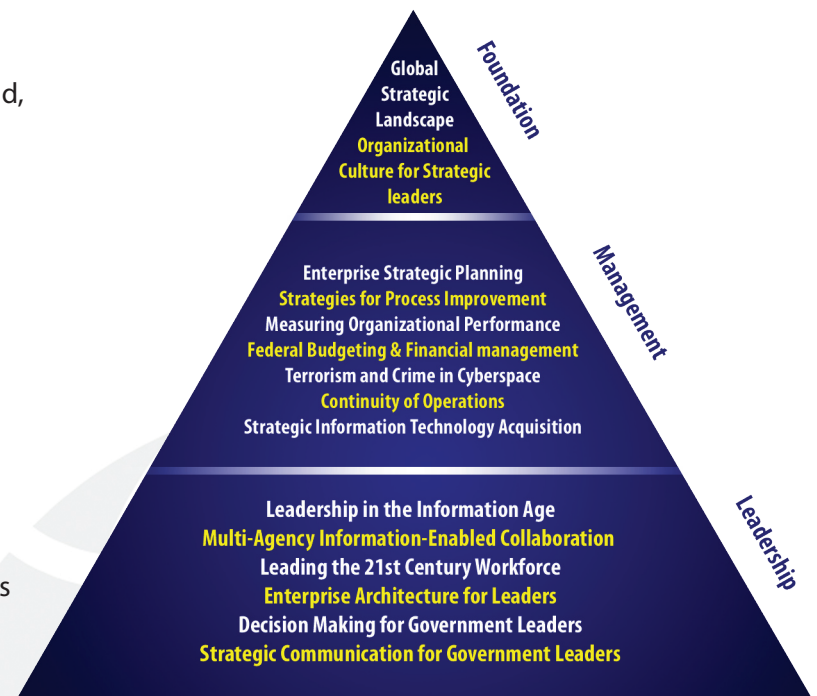 d,
Foundation
Global
Strategic
Landscape
Organizational
Culture for Strategic
leaders
Management
Enterprise Strategic Planning
Strategies for Process Improvement
Measuring Organizational Performance
Federal Budgeting & Financial management
Terrorism and Crime in Cyberspace
Continuity of Operations
Strategic Information Technology Acquisition
Leadership
Leadership in the Information Age
Multi-Agency Information-Enabled Collaboration
Leading the 21st Century Workforce
Enterprise Architecture for Leaders
s
Decision Making for Government Leaders
Strategic Communication for Government Leaders